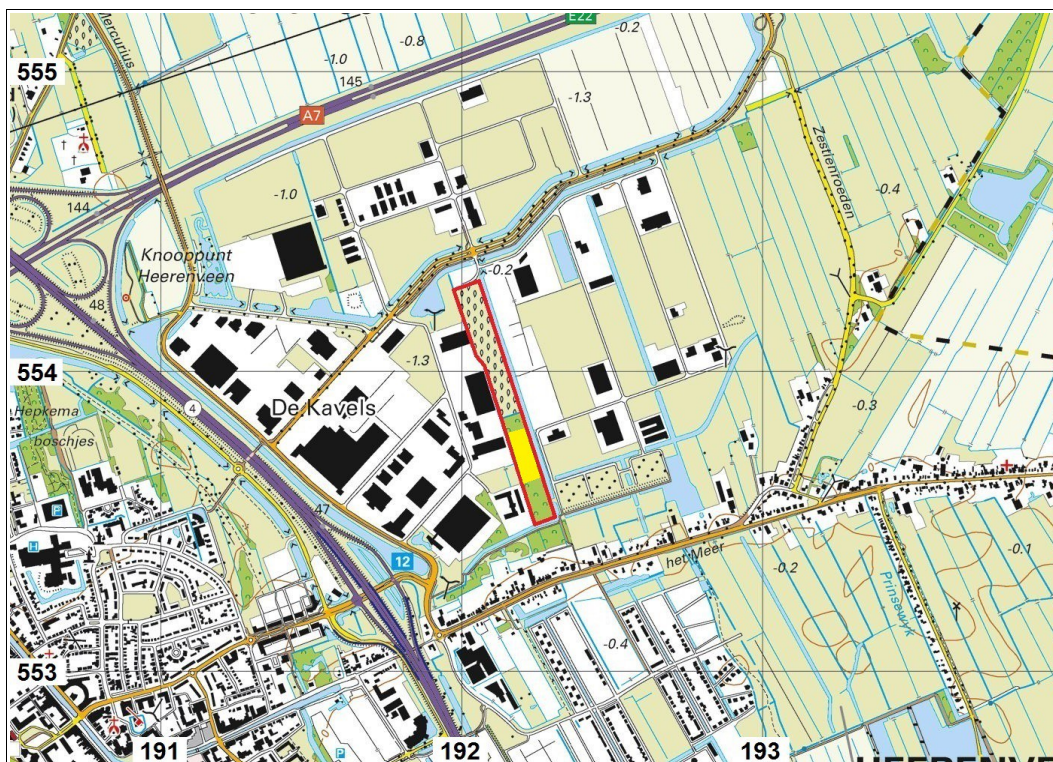 E22
Mercurius
-0.8
-0.2
555
-1.0
145
-1.3
A7
Zestienroeden
144
-1.0
-0.4
Knooppunt
Heerenveen
-0.2
48
-1.3
554
4
De Kavels
-0.3
Hepkema
boschjes
47
P
H
12
het Meer
-0.2
-0.1
Prinsewyk
-0.4
553
P
191
192
193
HEERENVE